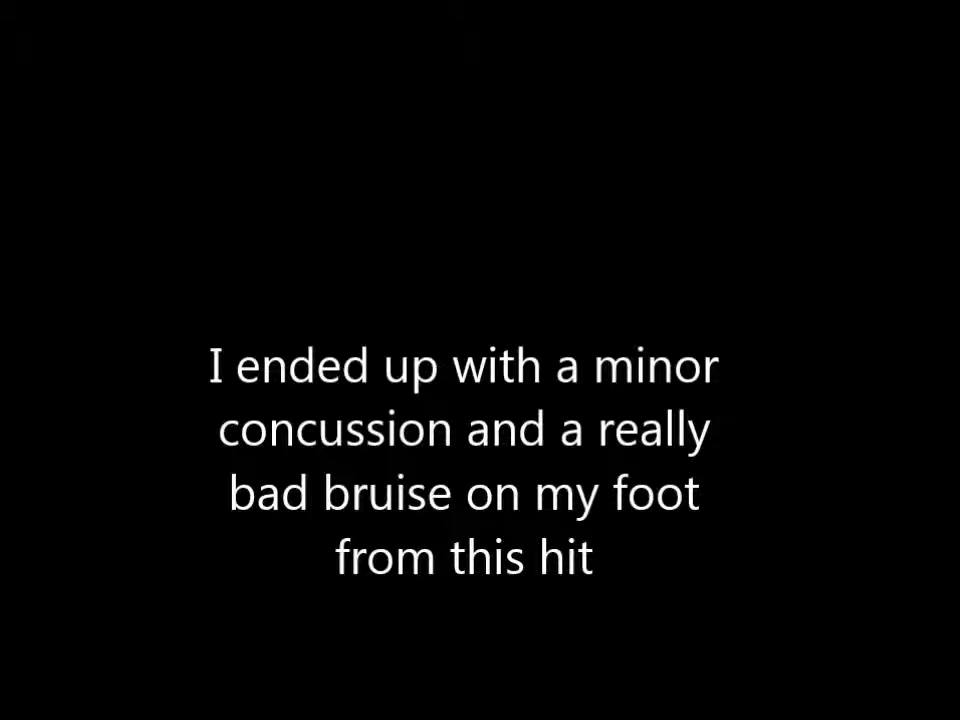 I ended up with a minor
concussion and a really
bad bruise on my foot
from this hit